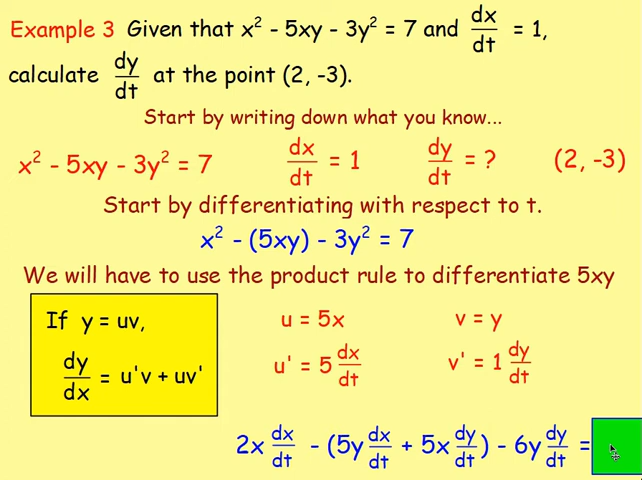 Example 3 Given that x² - 5xy - 3y² = 7 and dx/dt = 1,
calculate dy/dt at the point (2, -3).
Start by writing down what you know...
x² - 5xy - 3y² = 7 dx/dt = 1 dy/dt = ? (2, -3)
Start by differentiating with respect to t.
x² - (5xy) - 3y² = 7
We will have to use the product rule to differentiate 5xy
If y = uv,
dy/dx = u'v + uv'
u = 5x v = y
u' = 5 dx/dt v' = 1 dy/dt
2x dx/dt - (5y dx/dt + 5x dy/dt) - 6y dy/dt =